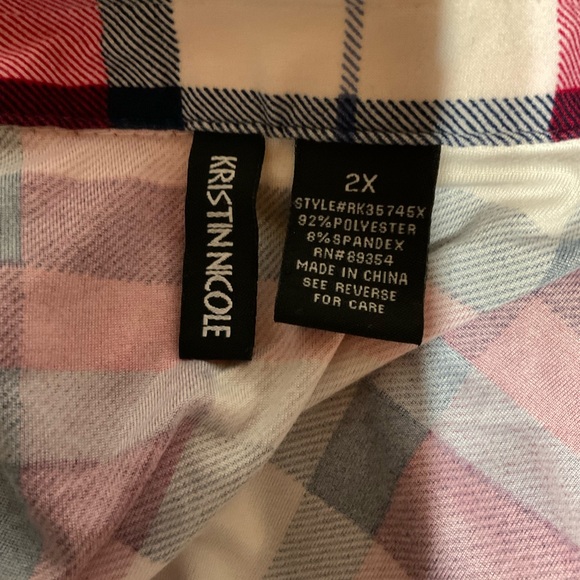 KRISTIN NICOLE
2X
STYLE#RK35745X
92%POLYESTER
8%SPANDEX
RN#89354
MADE IN CHINA
SEE REVERSE
FOR CARE